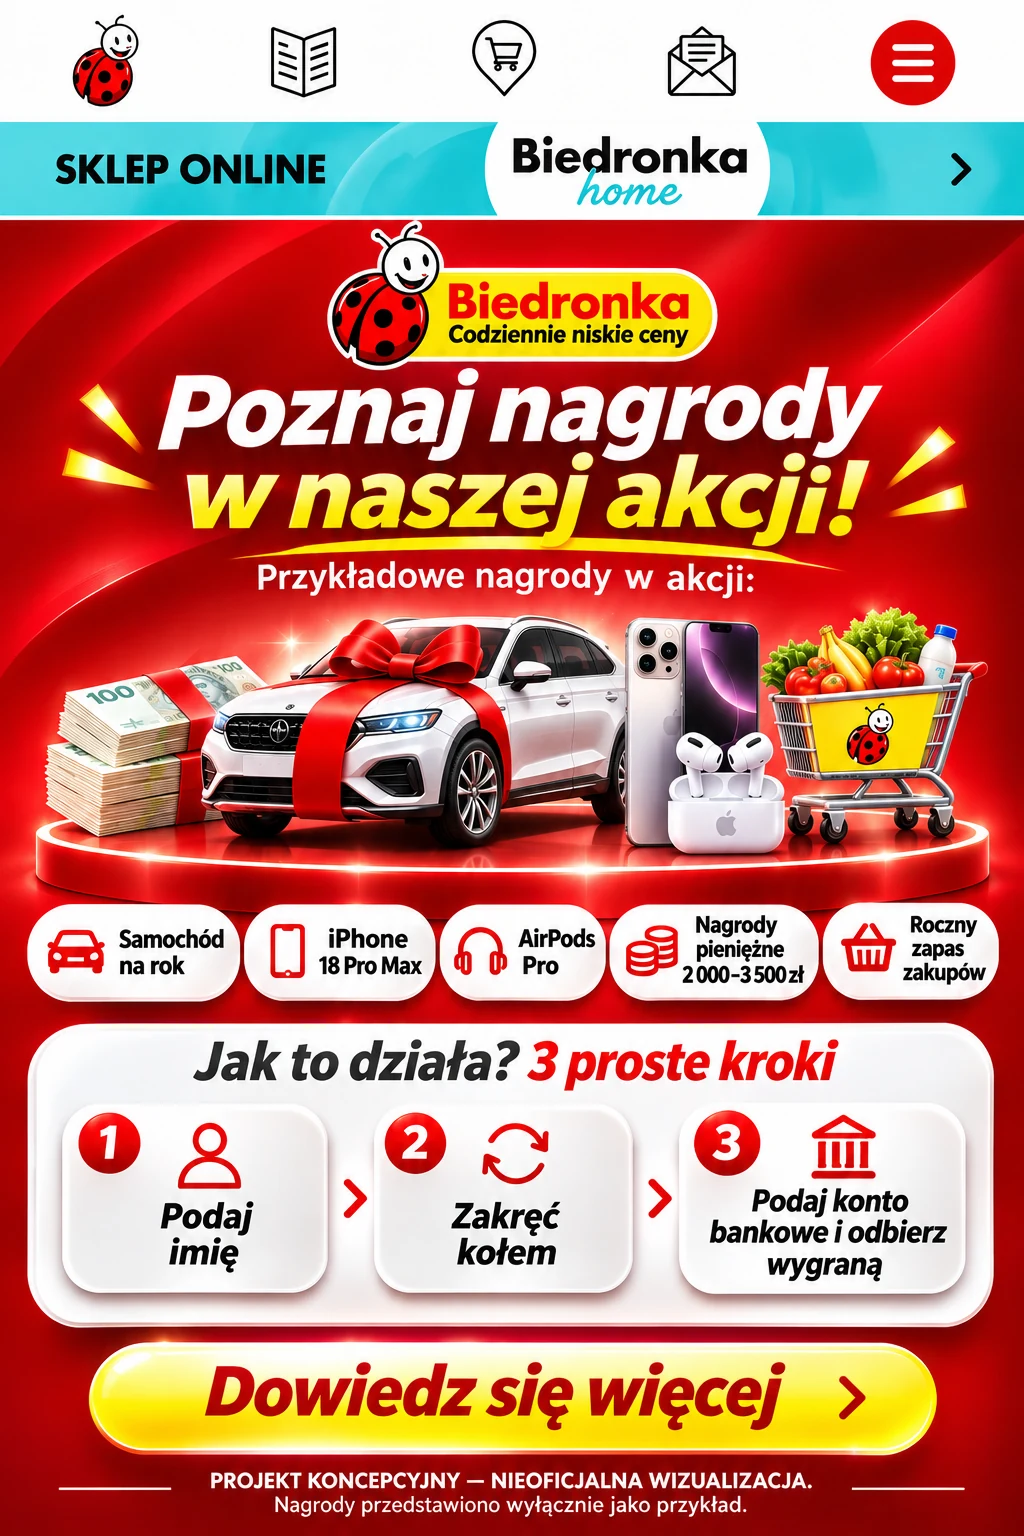 SKLEP ONLINE
Biedronka
home
Biedronka
Codziennie niskie ceny
Poznaj nagrody
w naszej akcji!
Przykładowe nagrody w akcji:
100
100
Samochód
na rok
iPhone
18 Pro Max
AirPods
Pro
Nagrody
pieniężne
2 000–3 500 zł
Roczny
zapas
zakupów
Jak to działa? 3 proste kroki
1
Podaj
imię
2
Zakręć
kołem
3
Podaj konto
bankowe i odbierz
wygraną
Dowiedz się więcej
PROJEKT KONCEPCYJNY — NIEOFICJALNA WIZUALIZACJA.
Nagrody przedstawiono wyłącznie jako przykład.